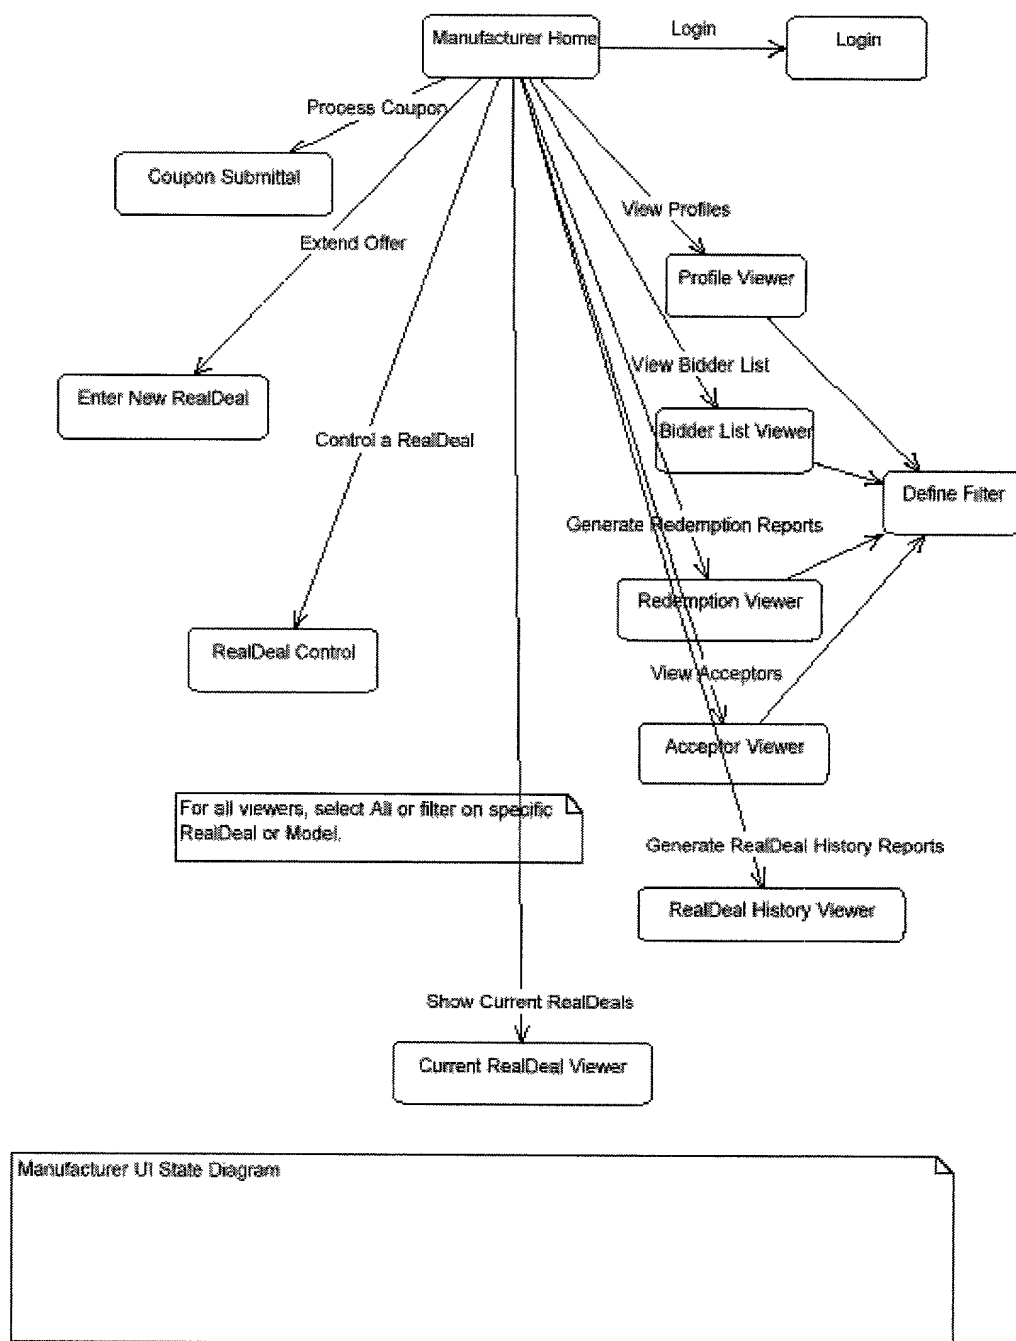 Manufacturer Home
Login
Login
Process Coupon
Coupon Submittal
View Profiles
Extend Offer
Profile Viewer
View Bidder List
Enter New RealDeal
Bidder List Viewer
Control a RealDeal
Define Filter
Generate Redemption Reports
Redemption Viewer
RealDeal Control
View Acceptors
Acceptor Viewer
For all viewers, select All or filter on specific
RealDeal or Model.
Generate RealDeal History Reports
RealDeal History Viewer
Show Current RealDeals
Current RealDeal Viewer
Manufacturer UI State Diagram